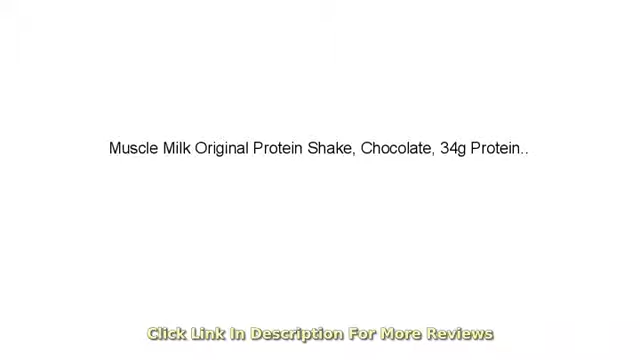 Muscle Milk Original Protein Shake, Chocolate, 34g Protein..
Click Link In Description For More Reviews